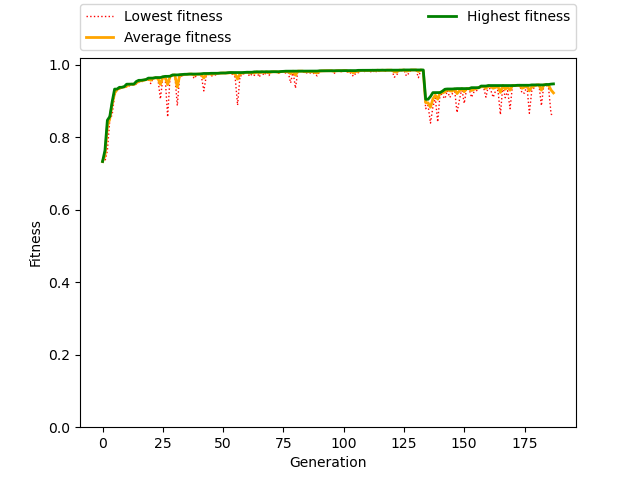 Lowest fitness
Average fitness
Highest fitness
1.0
0.8
0.6
0.4
0.2
0.0
Fitness
0 25 50 75 100 125 150 175
Generation